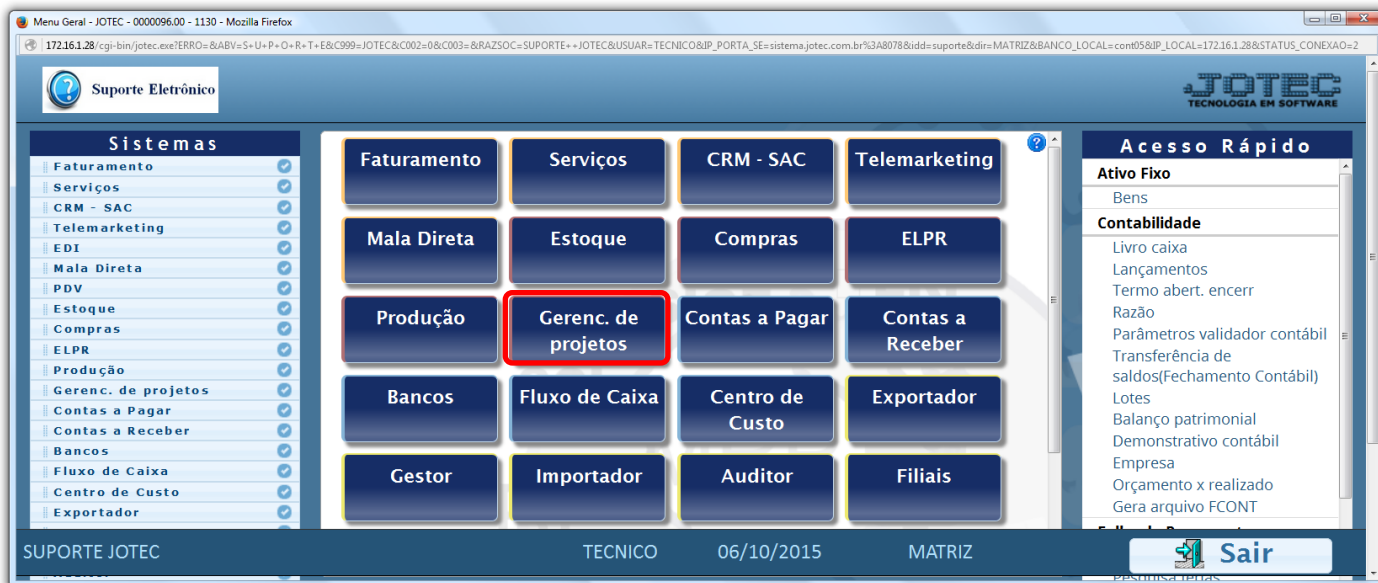 Menu Geral - JOTEC - 0000096.00 - 1130 - Mozilla Firefox
172.16.1.28/cgi-bin/jotec.exe?ERRO=&ABV=S+U+P+O+R+T+E&C999=JOTEC&C002=0&C003=&RAZSOC=SUPORTE++JOTEC&USUAR=TECNICO&IP_PORTA_SE=sistema.jotec.com.br%3A8078&idd=suporte&dir=MATRIZ&BANCO_LOCAL=cont05&IP_LOCAL=172.16.1.28&STATUS_CONEXAO=2
Suporte Eletrônico
JOTEC
TECNOLOGIA EM SOFTWARE
Sistemas
Faturamento
Serviços
CRM - SAC
Telemarketing
EDI
Mala Direta
PDV
Estoque
Compras
ELPR
Produção
Gerenc. de projetos
Contas a Pagar
Contas a Receber
Bancos
Fluxo de Caixa
Centro de Custo
Exportador
Faturamento
Serviços
CRM - SAC
Telemarketing
Mala Direta
Estoque
Compras
ELPR
Produção
Gerenc. de
projetos
Contas a Pagar
Contas a
Receber
Bancos
Fluxo de Caixa
Centro de
Custo
Exportador
Gestor
Importador
Auditor
Filiais
Acesso Rápido
Ativo Fixo
Bens
Contabilidade
Livro caixa
Lançamentos
Termo abert. encerr
Razão
Parâmetros validador contábil
Transferência de
saldos(Fechamento Contábil)
Lotes
Balanço patrimonial
Demonstrativo contábil
Empresa
Orçamento x realizado
Gera arquivo FCONT
SUPORTE JOTEC
TECNICO
06/10/2015
MATRIZ
Sair